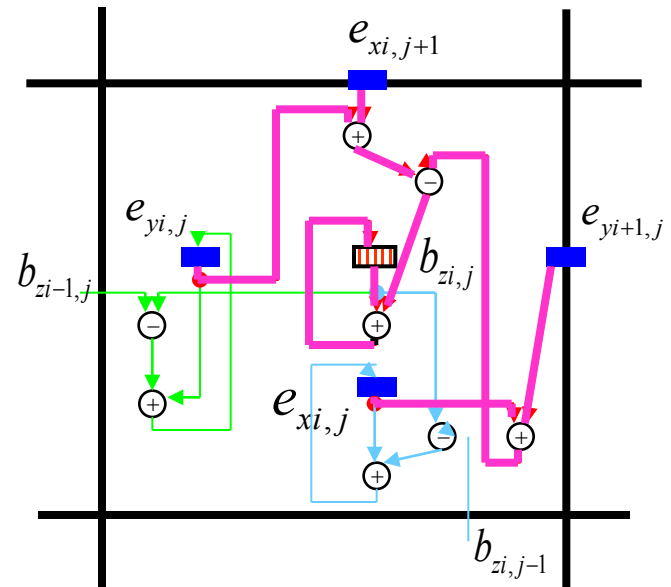 e_{xi,j+1}
+
−
e_{yi,j}
e_{yi+1,j}
b_{zi−1,j}
b_{zi,j}
−
+
e_{xi,j}
+
−
+
+
b_{zi,j−1}